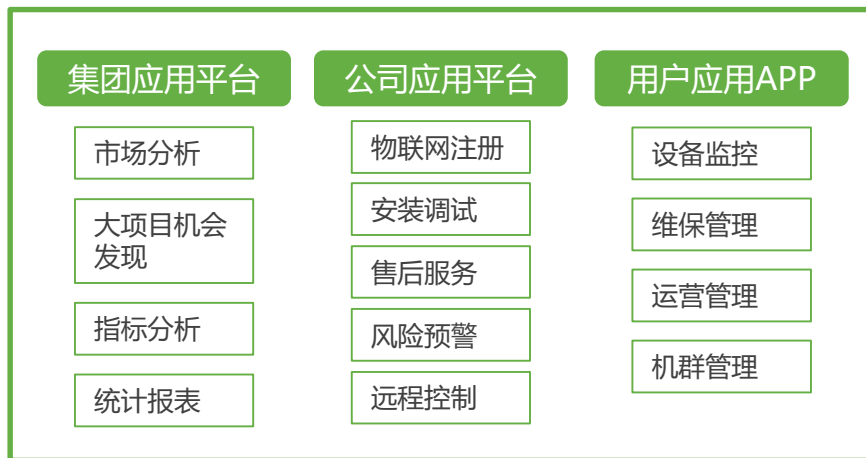 集团应用平台
市场分析
大项目机会
发现
指标分析
统计报表
公司应用平台
物联网注册
安装调试
售后服务
风险预警
远程控制
用户应用APP
设备监控
维保管理
运营管理
机群管理